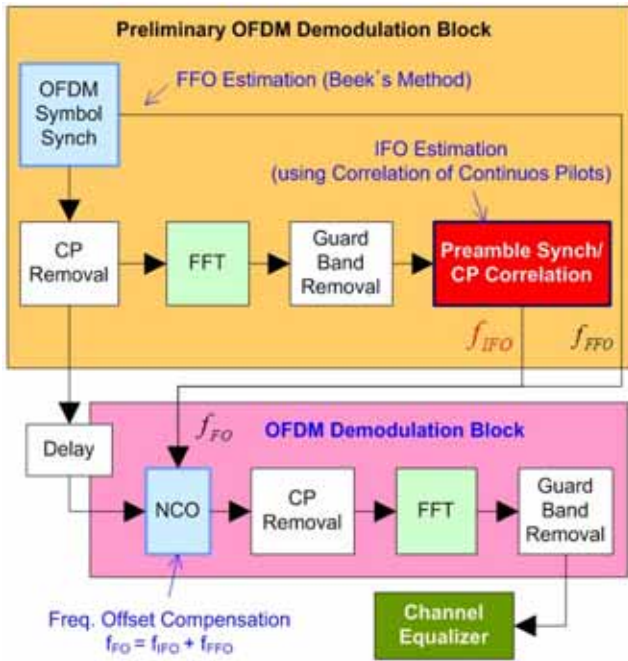 Preliminary OFDM Demodulation Block
OFDM
Symbol
Synch
FFO Estimation (Beek´s Method)
IFO Estimation
(using Correlation of Continuos Pilots)
CP
Removal
FFT
Guard
Band
Removal
Preamble Synch/
CP Correlation
fIFO
fFFO
Delay
fFO
OFDM Demodulation Block
NCO
CP
Removal
FFT
Guard
Band
Removal
Freq. Offset Compensation
fFO = fIFO + fFFO
Channel
Equalizer